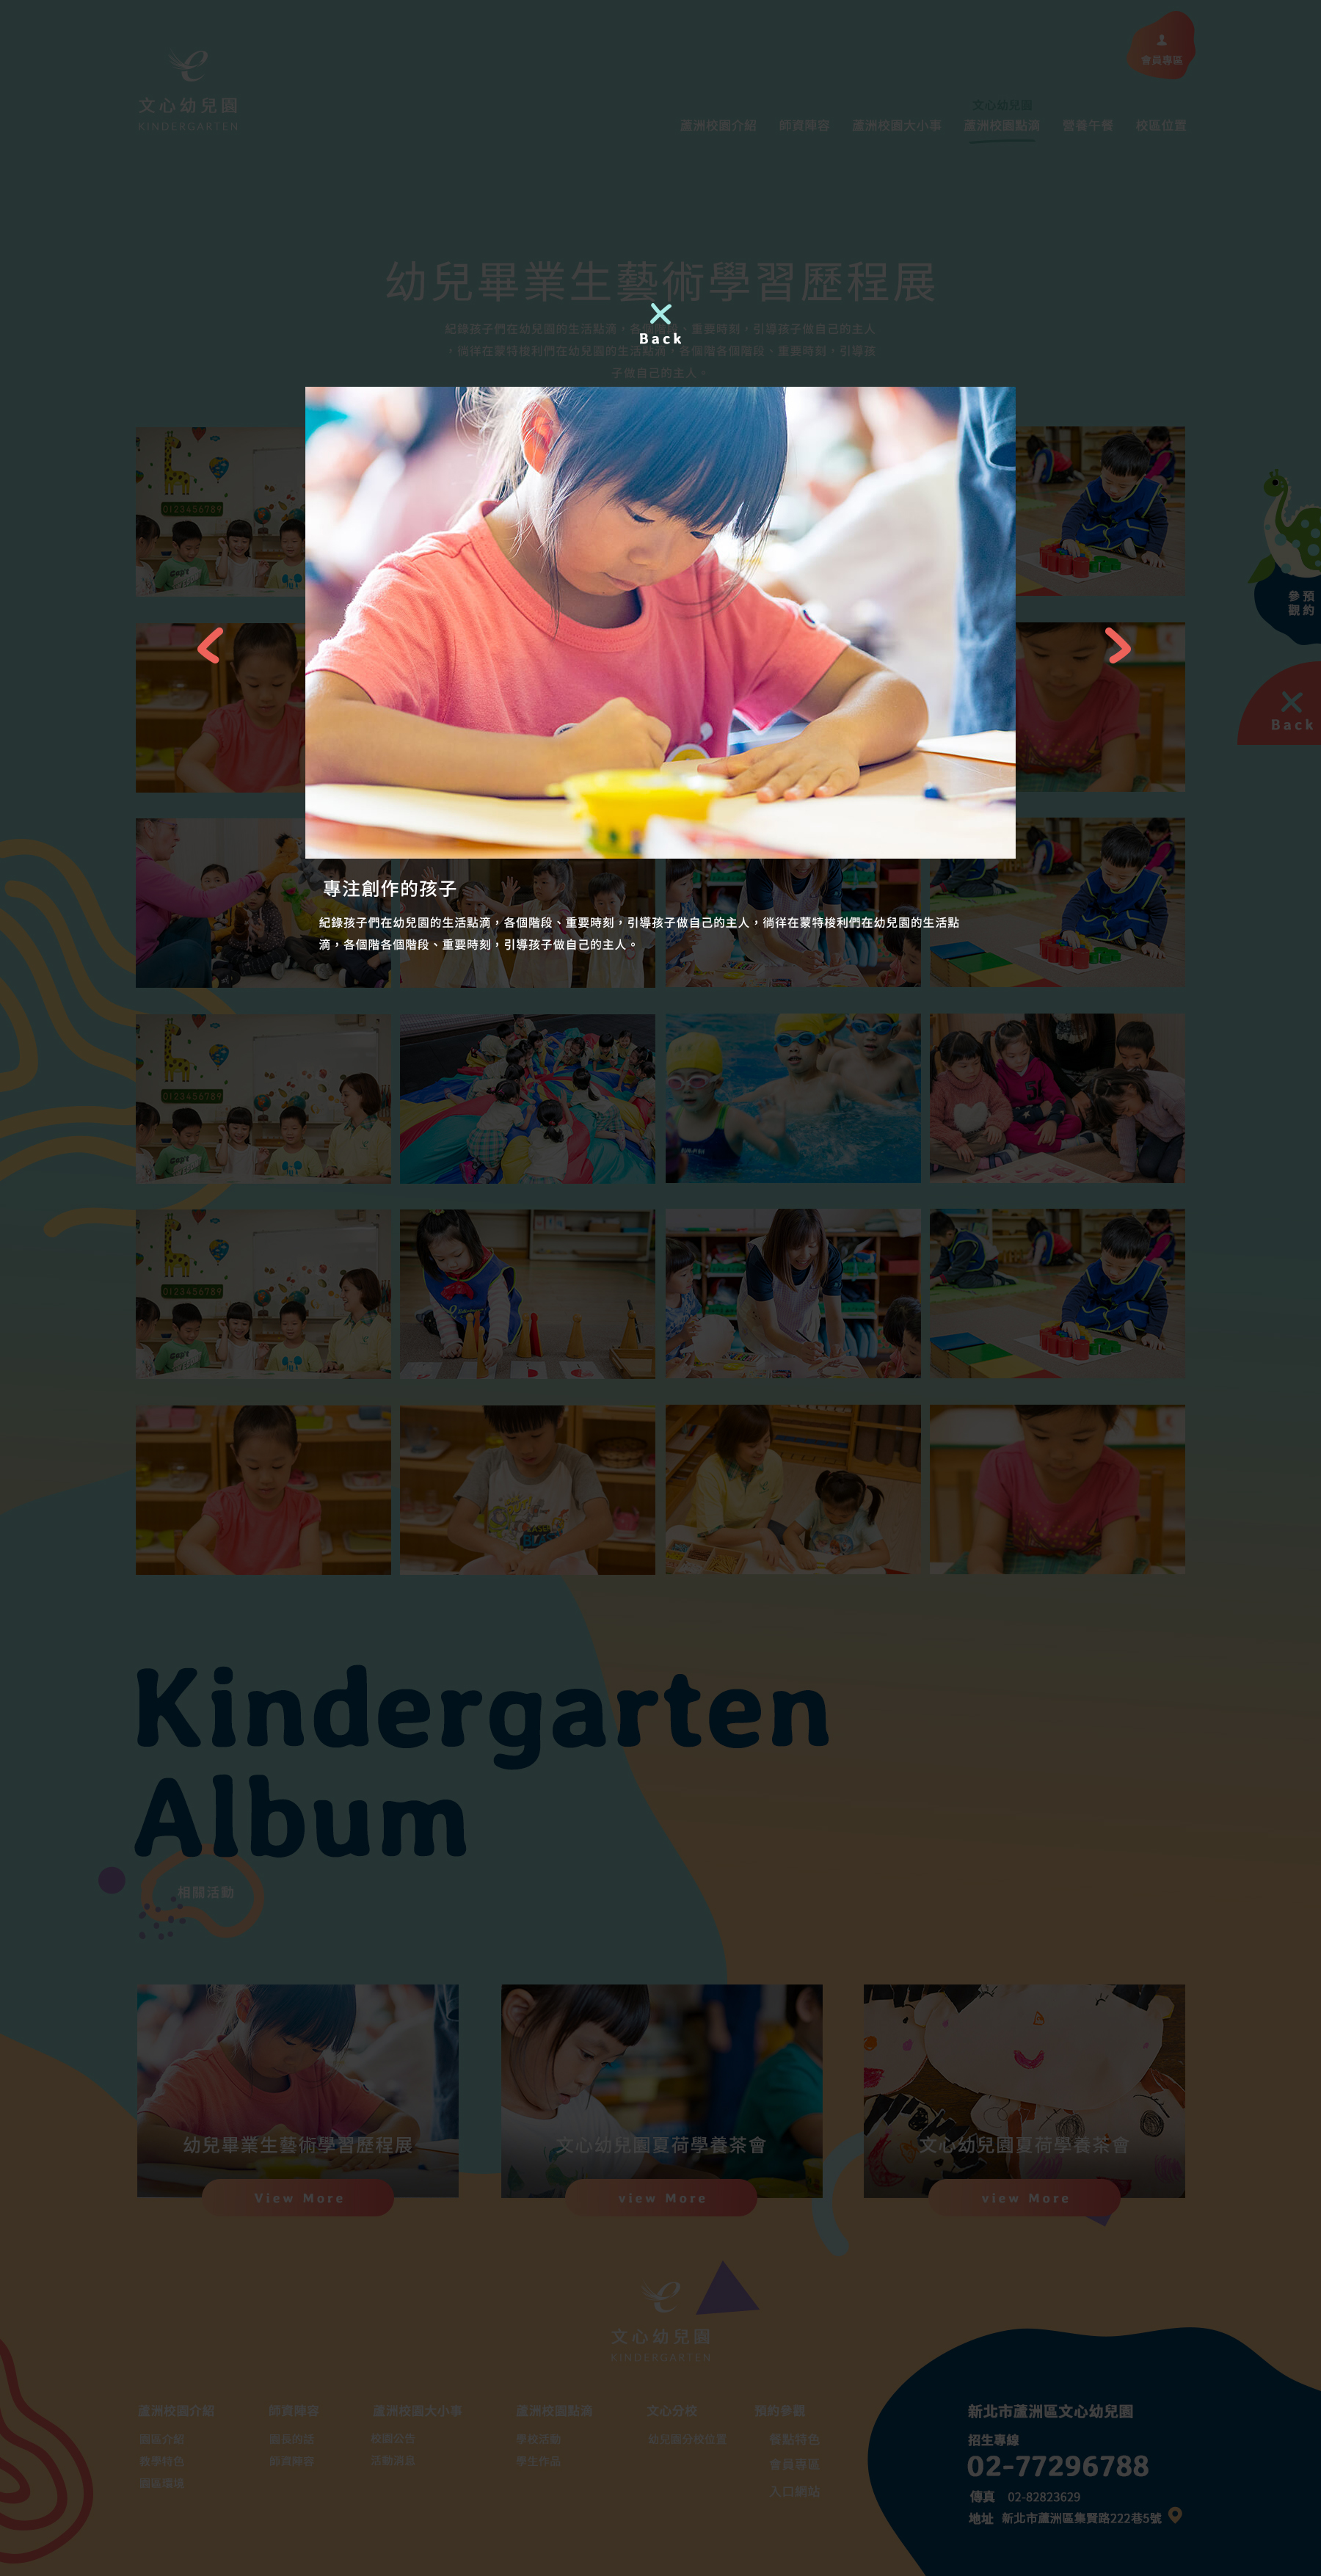 會員專區
文心幼兒園
KINDERGARTEN
文心幼兒園
蘆洲校園介紹 師資陣容 蘆洲校園大小事 蘆洲校園點滴 營養午餐 校區位置
幼兒畢業生藝術學習歷程展
紀錄孩子們在幼兒園的生活點滴，各個階段、重要時刻，引導孩子做自己的主人
，徜徉在蒙特梭利們在幼兒園的生活點滴，各個階各個階段、重要時刻，引導孩
子做自己的主人。
Back
0123456789
預約
參觀
Back
專注創作的孩子
紀錄孩子們在幼兒園的生活點滴，各個階段、重要時刻，引導孩子做自己的主人，徜徉在蒙特梭利們在幼兒園的生活點
滴，各個階各個階段、重要時刻，引導孩子做自己的主人。
0123456789
0123456789
Kindergarten
Album
相關活動
幼兒畢業生藝術學習歷程展
文心幼兒園夏荷學養茶會
文心幼兒園夏荷學養茶會
View More
view More
view More
文心幼兒園
KINDERGARTEN
蘆洲校園介紹 師資陣容 蘆洲校園大小事 蘆洲校園點滴 文心分校 預約參觀
園區介紹 園長的話 校園公告 學校活動 幼兒園分校位置 餐點特色
教學特色 師資陣容 活動消息 學生作品 會員專區
園區環境 入口網站
新北市蘆洲區文心幼兒園
招生專線
02-77296788
傳真 02-82823629
地址 新北市蘆洲區集賢路222巷5號